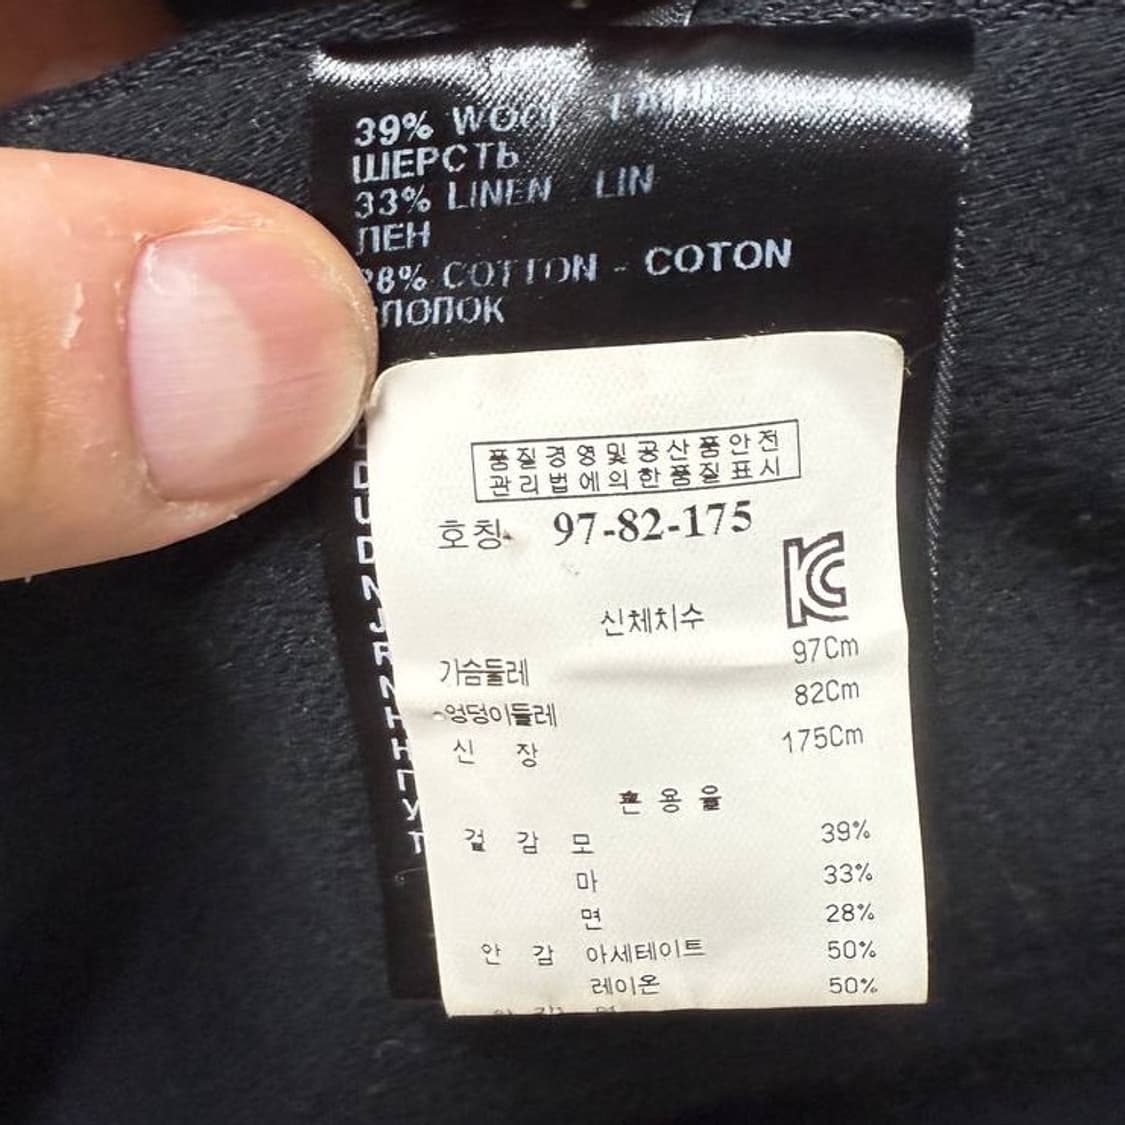 39% WOOL - LAINE
ШЕРСТЬ
33% LINEN LIN
ЛЕН
28% COTTON - COTON
ХЛОПОК
품질경영및공산품안전
관리법에의한품질표시
호칭 97-82-175
신체치수
가슴둘레 97Cm
엉덩이둘레 82Cm
신 장 175Cm
혼 용 율
겉 감 모 39%
마 33%
면 28%
안 감 아세테이트 50%
레이온 50%